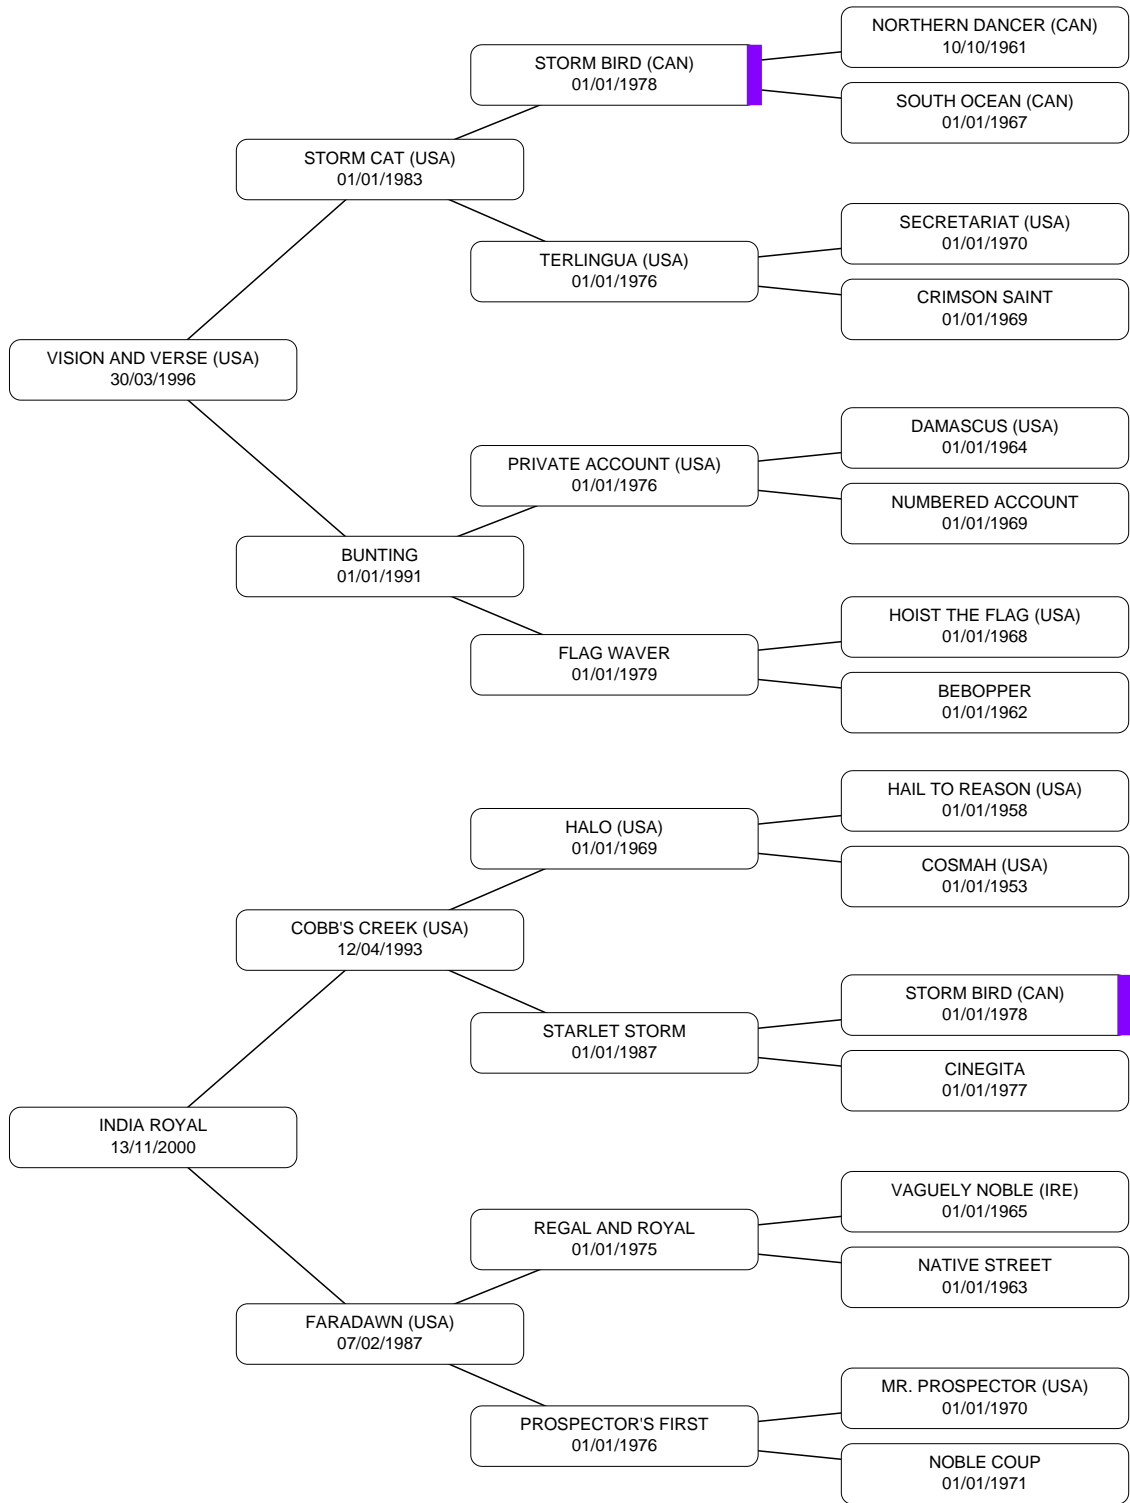 NORTHERN DANCER (CAN)
10/10/1961
STORM BIRD (CAN)
01/01/1978
SOUTH OCEAN (CAN)
01/01/1967
STORM CAT (USA)
01/01/1983
SECRETARIAT (USA)
01/01/1970
TERLINGUA (USA)
01/01/1976
CRIMSON SAINT
01/01/1969
VISION AND VERSE (USA)
30/03/1996
DAMASCUS (USA)
01/01/1964
PRIVATE ACCOUNT (USA)
01/01/1976
NUMBERED ACCOUNT
01/01/1969
BUNTING
01/01/1991
HOIST THE FLAG (USA)
01/01/1968
FLAG WAVER
01/01/1979
BEBOPPER
01/01/1962
HAIL TO REASON (USA)
01/01/1958
HALO (USA)
01/01/1969
COSMAH (USA)
01/01/1953
COBB'S CREEK (USA)
12/04/1993
STORM BIRD (CAN)
01/01/1978
STARLET STORM
01/01/1987
CINEGITA
01/01/1977
INDIA ROYAL
13/11/2000
VAGUELY NOBLE (IRE)
01/01/1965
REGAL AND ROYAL
01/01/1975
NATIVE STREET
01/01/1963
FARADAWN (USA)
07/02/1987
MR. PROSPECTOR (USA)
01/01/1970
PROSPECTOR'S FIRST
01/01/1976
NOBLE COUP
01/01/1971